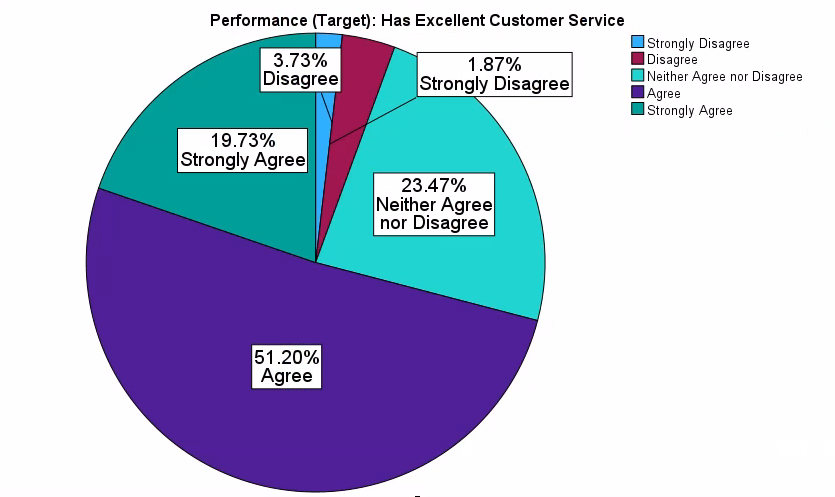 Performance (Target): Has Excellent Customer Service
Strongly Disagree
Disagree
Neither Agree nor Disagree
Agree
Strongly Agree
3.73%
Disagree
1.87%
Strongly Disagree
19.73%
Strongly Agree
23.47%
Neither Agree
nor Disagree
51.20%
Agree